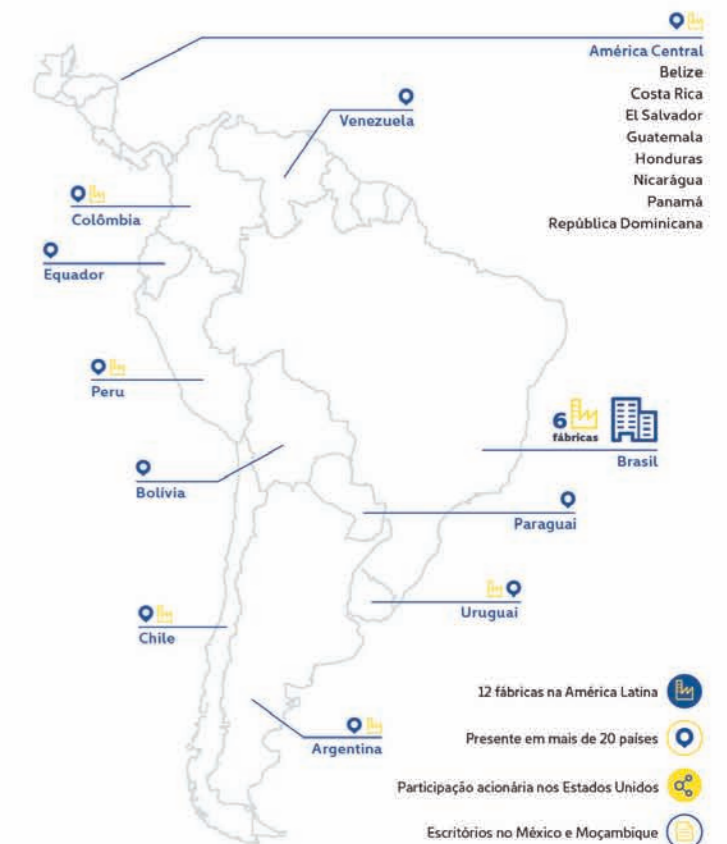 América Central
Belize
Costa Rica
El Salvador
Guatemala
Honduras
Nicarágua
Panamá
República Dominicana
Venezuela
Colômbia
Equador
Peru
6
fábricas
Brasil
Bolívia
Paraguai
Uruguai
Chile
Argentina
12 fábricas na América Latina
Presente em mais de 20 países
Participação acionária nos Estados Unidos
Escritórios no México e Moçambique